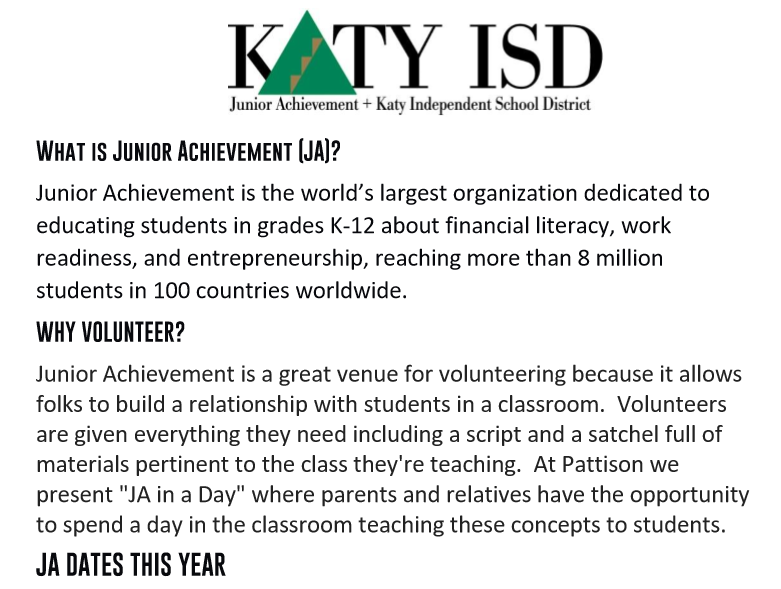 KATY ISD
Junior Achievement + Katy Independent School District
WHAT IS JUNIOR ACHIEVEMENT (JA)?
Junior Achievement is the world’s largest organization dedicated to
educating students in grades K-12 about financial literacy, work
readiness, and entrepreneurship, reaching more than 8 million
students in 100 countries worldwide.
WHY VOLUNTEER?
Junior Achievement is a great venue for volunteering because it allows
folks to build a relationship with students in a classroom.  Volunteers
are given everything they need including a script and a satchel full of
materials pertinent to the class they're teaching.  At Pattison we
present "JA in a Day" where parents and relatives have the opportunity
to spend a day in the classroom teaching these concepts to students.
JA DATES THIS YEAR